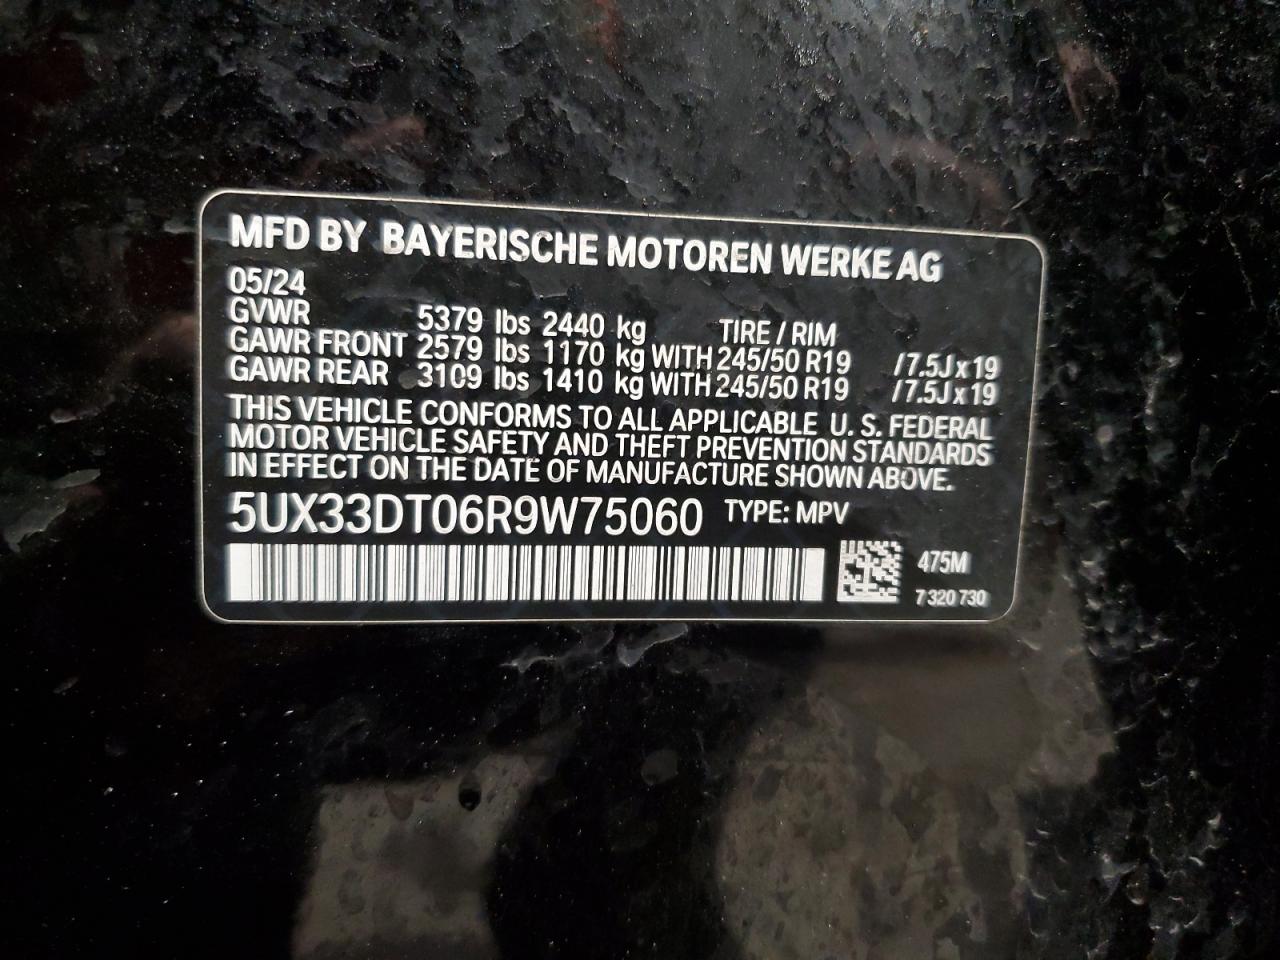 MFD BY BAYERISCHE MOTOREN WERKE AG
05/24
GVWR 5379 lbs 2440 kg TIRE / RIM
GAWR FRONT 2579 lbs 1170 kg WITH 245/50 R19 / 7.5J x 19
GAWR REAR 3109 lbs 1410 kg WITH 245/50 R19 / 7.5J x 19
THIS VEHICLE CONFORMS TO ALL APPLICABLE U. S. FEDERAL
MOTOR VEHICLE SAFETY AND THEFT PREVENTION STANDARDS
IN EFFECT ON THE DATE OF MANUFACTURE SHOWN ABOVE.
5UX33DT06R9W75060 TYPE: MPV
475M
7 320 730